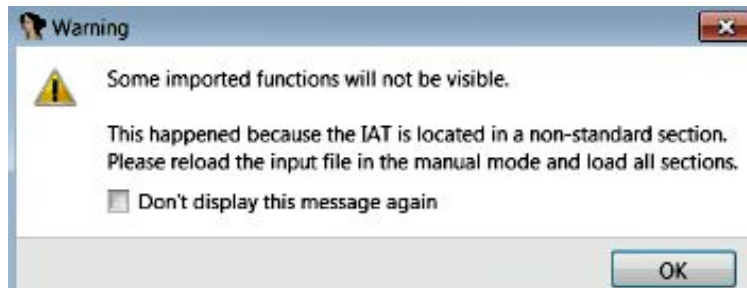 Warning
Some imported functions will not be visible.
This happened because the IAT is located in a non-standard section.
Please reload the input file in the manual mode and load all sections.
Don't display this message again
OK